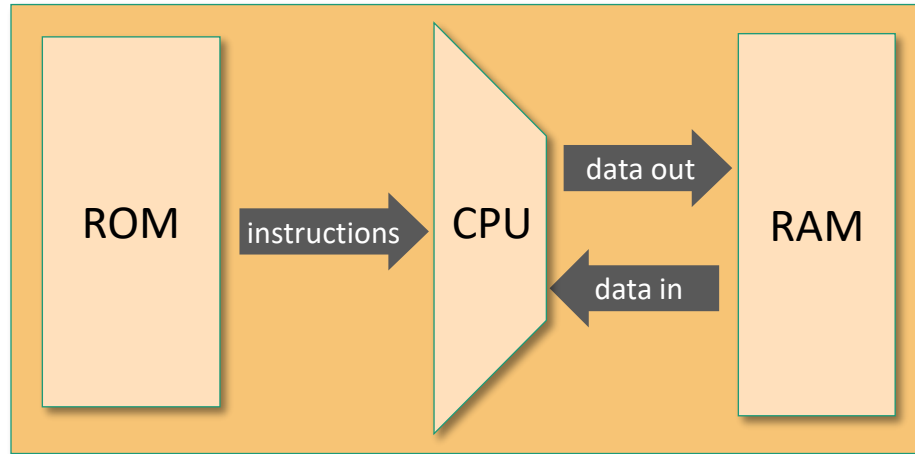 ROM
instructions
CPU
data out
data in
RAM